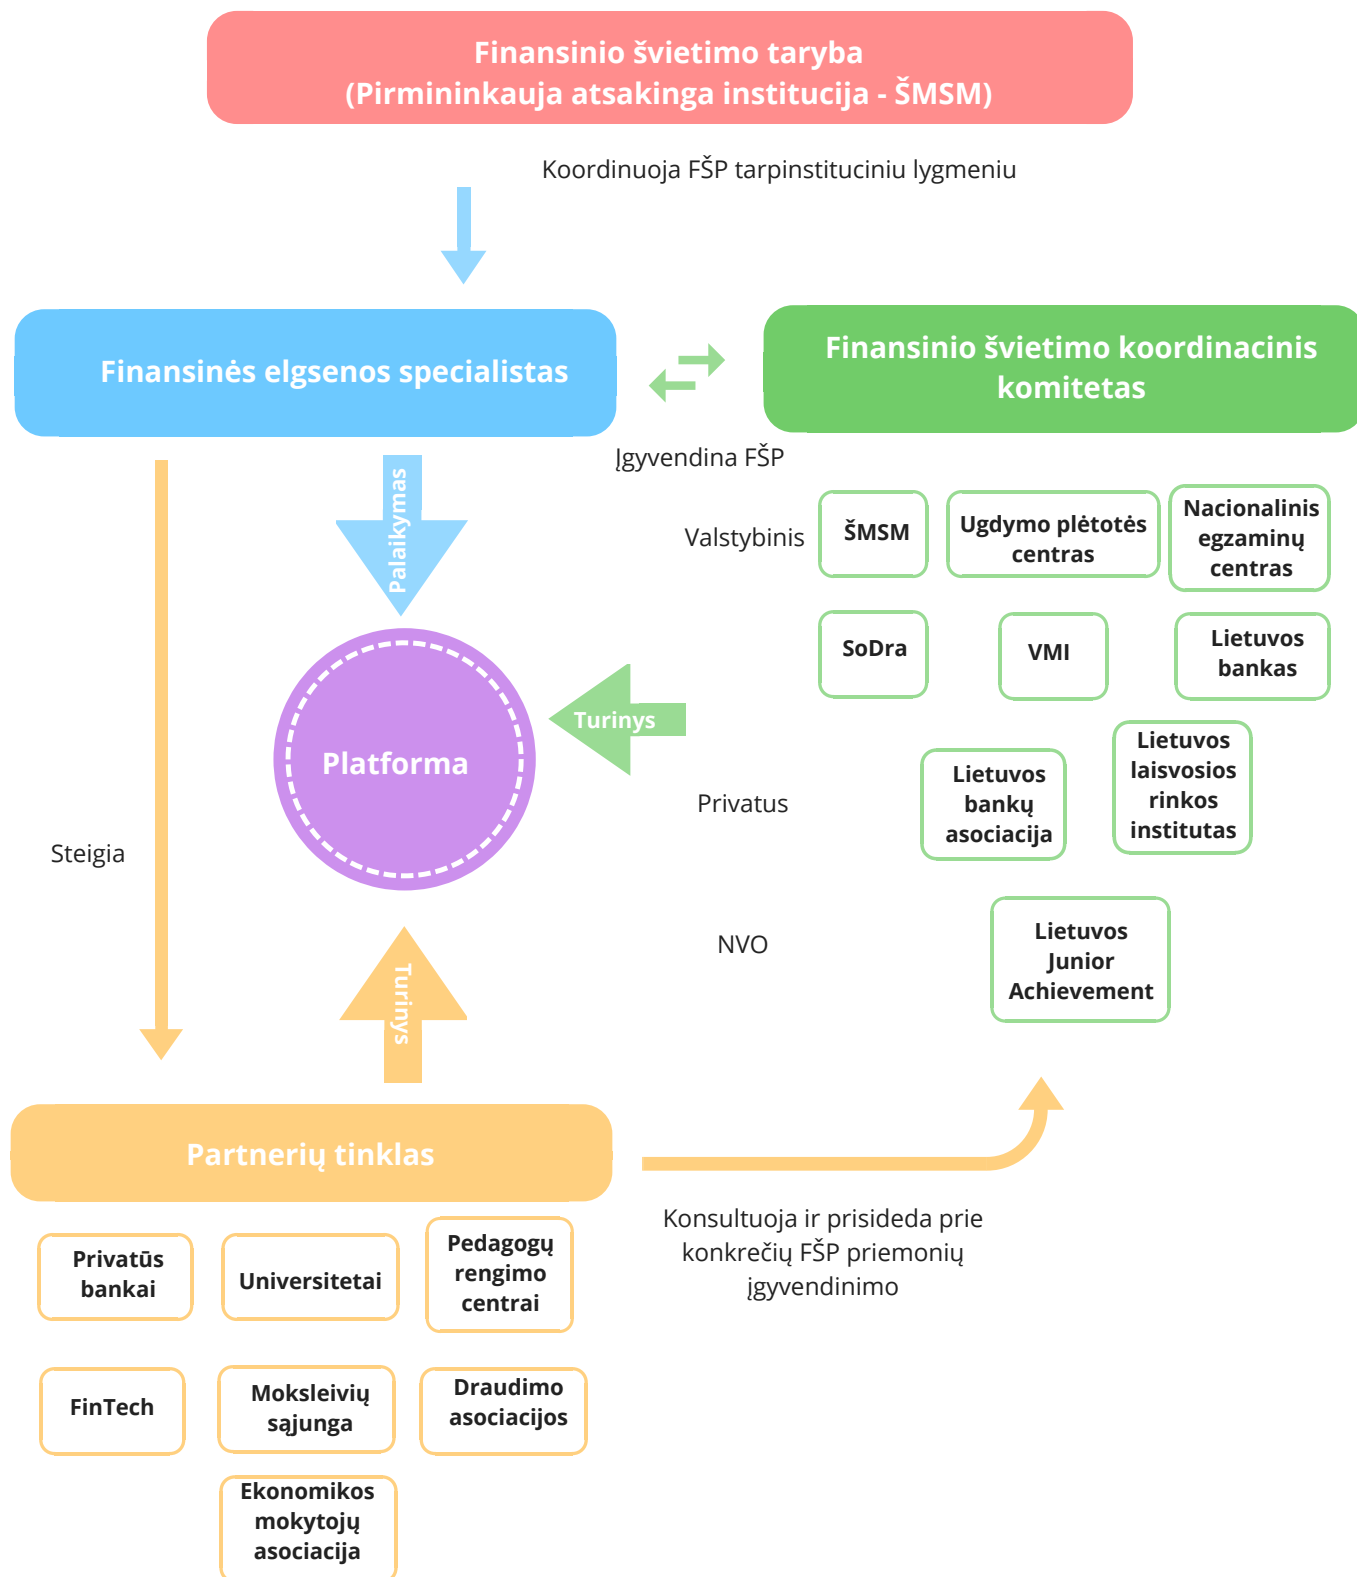 Finansinio švietimo taryba
(Pirmininkauja atsakinga institucija - ŠMSM)
Koordinuoja FŠP tarpinstituciniu lygmeniu
Finansinės elgsenos specialistas
Finansinio švietimo koordinacinis
komitetas
Įgyvendina FŠP
Palaikymas
Valstybinis
ŠMSM
Ugdymo plėtotės
centras
Nacionalinis
egzaminų
centras
SoDra
VMI
Lietuvos
bankas
Turinys
Platforma
Privatus
Lietuvos
bankų
asociacija
Lietuvos
laisvosios
rinkos
institutas
Steigia
NVO
Lietuvos
Junior
Achievement
Turinys
Partnerių tinklas
Konsultuoja ir prisideda prie
konkrečių FŠP priemonių
įgyvendinimo
Privatūs
bankai
Universitetai
Pedagogų
rengimo
centrai
FinTech
Moksleivių
sąjunga
Draudimo
asociacijos
Ekonomikos
mokytojų
asociacija